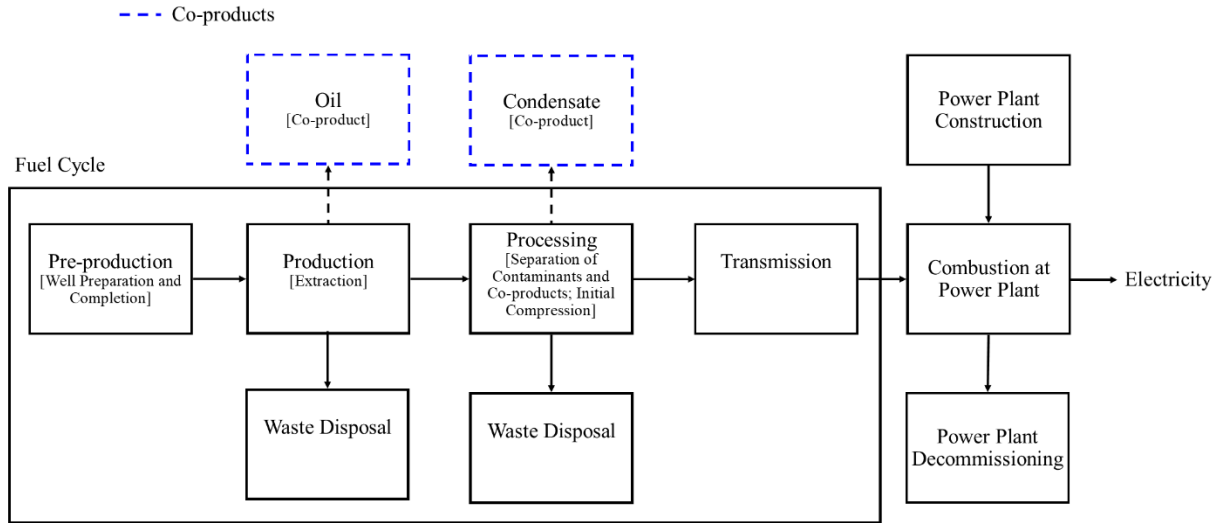 Co-products
Oil
[Co-product]
Condensate
[Co-product]
Power Plant
Construction
Fuel Cycle
Pre-production
[Well Preparation and
Completion]
Production
[Extraction]
Processing
[Separation of
Contaminants and
Co-products; Initial
Compression]
Transmission
Combustion at
Power Plant
Electricity
Waste Disposal
Waste Disposal
Power Plant
Decommissioning